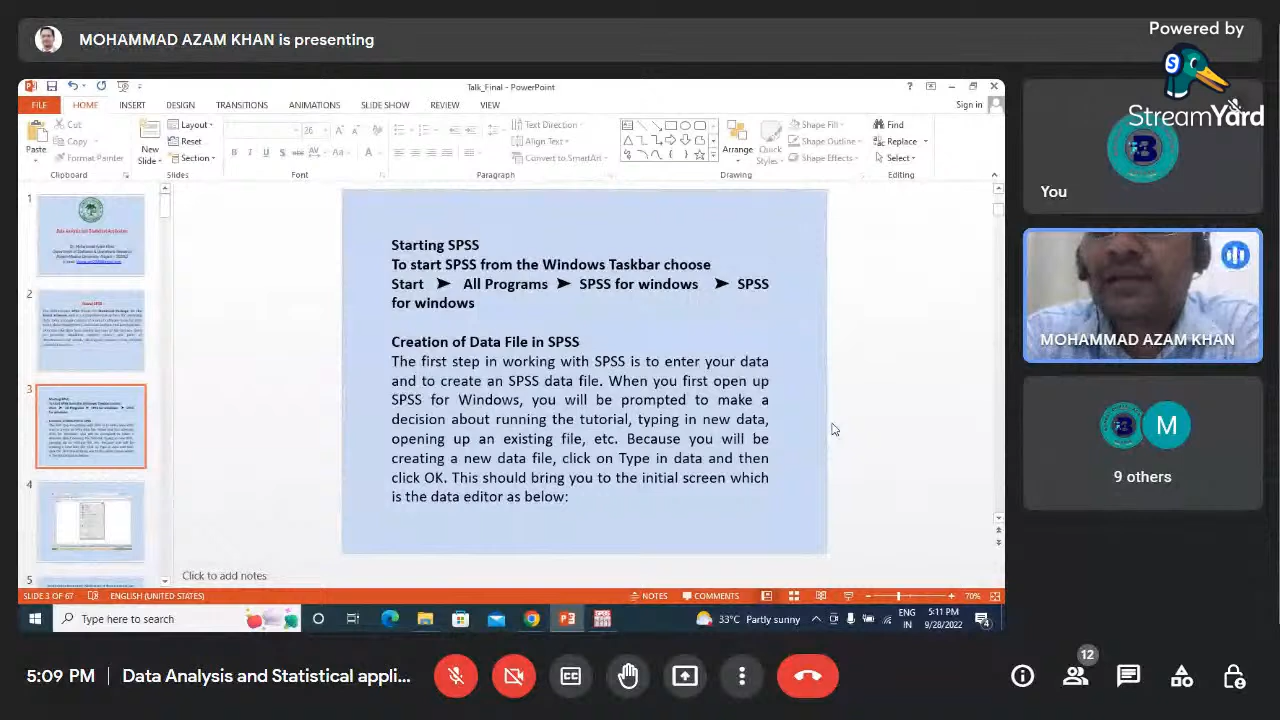 MOHAMMAD AZAM KHAN is presenting
Powered by
StreamYard
Talk_Final - PowerPoint
FILE HOME INSERT DESIGN TRANSITIONS ANIMATIONS SLIDE SHOW REVIEW VIEW
Sign in
Paste
Cut
Copy
Format Painter
Clipboard
New Slide
Layout
Reset
Section
Slides
26
Font
Text Direction
Align Text
Convert to SmartArt
Paragraph
Arrange
Quick Styles
Shape Fill
Shape Outline
Shape Effects
Drawing
Find
Replace
Select
Editing
1
2
3
4
5
Starting SPSS
To start SPSS from the Windows Taskbar choose
Start ➤ All Programs ➤ SPSS for windows ➤ SPSS
for windows
Creation of Data File in SPSS
The first step in working with SPSS is to enter your data
and to create an SPSS data file. When you first open up
SPSS for Windows, you will be prompted to make a
decision about running the tutorial, typing in new data,
opening up an existing file, etc. Because you will be
creating a new data file, click on Type in data and then
click OK. This should bring you to the initial screen which
is the data editor as below:
Click to add notes
SLIDE 3 OF 67 ENGLISH (UNITED STATES) NOTES COMMENTS 70%
Type here to search
33°C Partly sunny
ENG
IN
5:11 PM
9/28/2022
You
MOHAMMAD AZAM KHAN
M
9 others
5:09 PM | Data Analysis and Statistical appli...
12